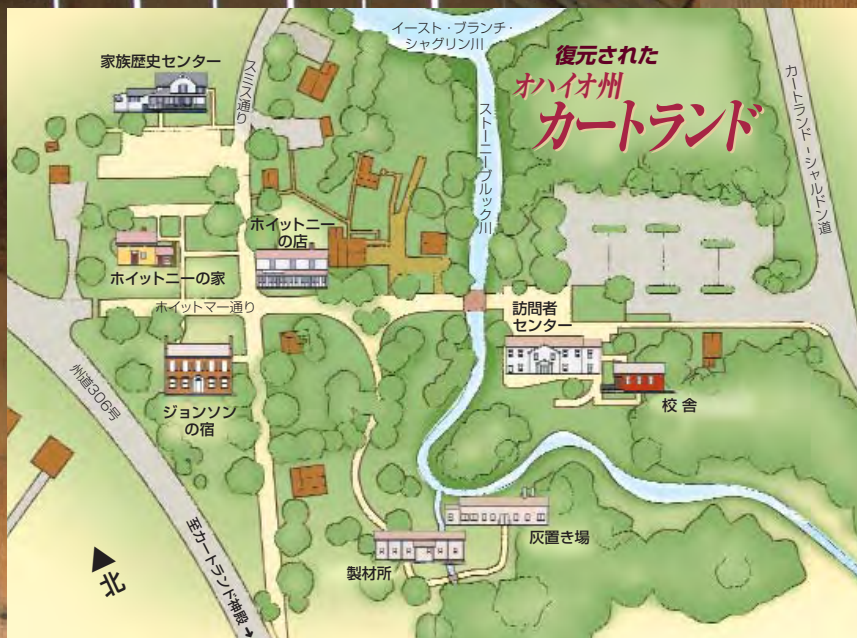 イースト・ブランチ・
シャグリン川
復元された
オハイオ州
カートランド
家族歴史センター
スミス通り
ストーニーブルック川
カートランド－シャルドン道
ホイットニー
の店
ホイットニーの家
ホイットマー通り
訪問者
センター
州道306号
ジョンソン
の宿
校舎
至カートランド神殿→
灰置き場
製材所
北